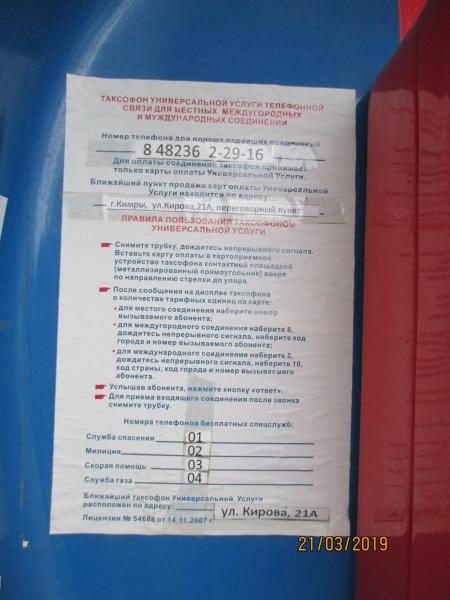 ТАКСОФОН УНИВЕРСАЛЬНОЙ УСЛУГИ ТЕЛЕФОННОЙ
СВЯЗИ ДЛЯ МЕСТНЫХ, МЕЖДУГОРОДНЫХ
И МУЖДУНАРОДНЫХ СОЕДИНЕНИЙ
Номер телефона для приема входящих соединений
8 48236 2-29-16
Для оплаты соединения таксофон принимает
только карты оплаты Универсальной Услуги.
Ближайший пункт продажи карт оплаты Универсальной
Услуги находится по адресу:
г.Кимры, ул.Кирова,21А, переговорный пункт
ПРАВИЛА ПОЛЬЗОВАНИЯ ТАКСОФОНОМ
УНИВЕРСАЛЬНОЙ УСЛУГИ
Снимите трубку, дождитесь непрерывного сигнала.
Вставьте карту оплаты в картоприемное
устройство таксофона контактной площадкой
(металлизированный прямоугольник) вверх
по направлению стрелки до упора.
После сообщения на дисплее таксофона
о количестве тарифных единиц на карте:
• для местого соединения наберите номер
вызываемого абонента;
• для междугородного соединения наберите 8,
дождитесь непрерывного сигнала, наберите код
города и номер вызываемого абонента;
• для международного соединения наберите 8,
дождитесь непрерывного сигнала, наберите 10,
код страны, код города и номер вызываемого
абонента.
Услышав абонента, нажмите кнопку «ответ».
Для приема входящего соединения после звонка
снимите трубку.
Номера телефонов бесплатных спецслужб:
Служба спасения 01
Милиция 02
Скорая помощь 03
Служба газа 04
Ближайший таксофон Универсальной Услуги
расположен по адресу: ул. Кирова, 21А
Лицензия № 54686 от 14.11.2007 г.
21/03/2019